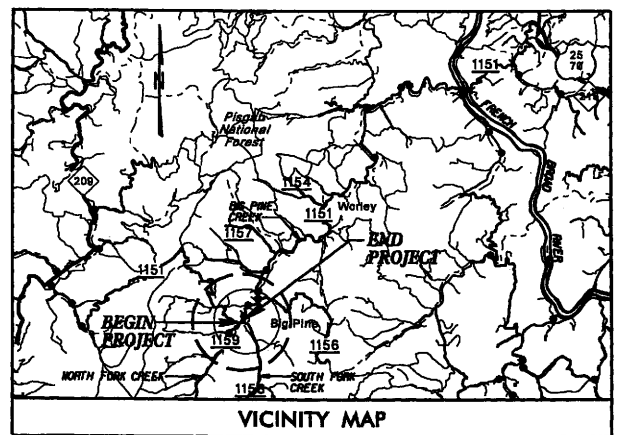 1151
25
70
N
FRENCH
Pisgah
National
Forest
BROAD
209
1154
BIG PINE
CREEK
1151
Worley
1157
END
PROJECT
RIVER
1151
BEGIN
PROJECT
Big Pine
1159
1156
NORTH FORK CREEK
SOUTH FORK
CREEK
VICINITY MAP